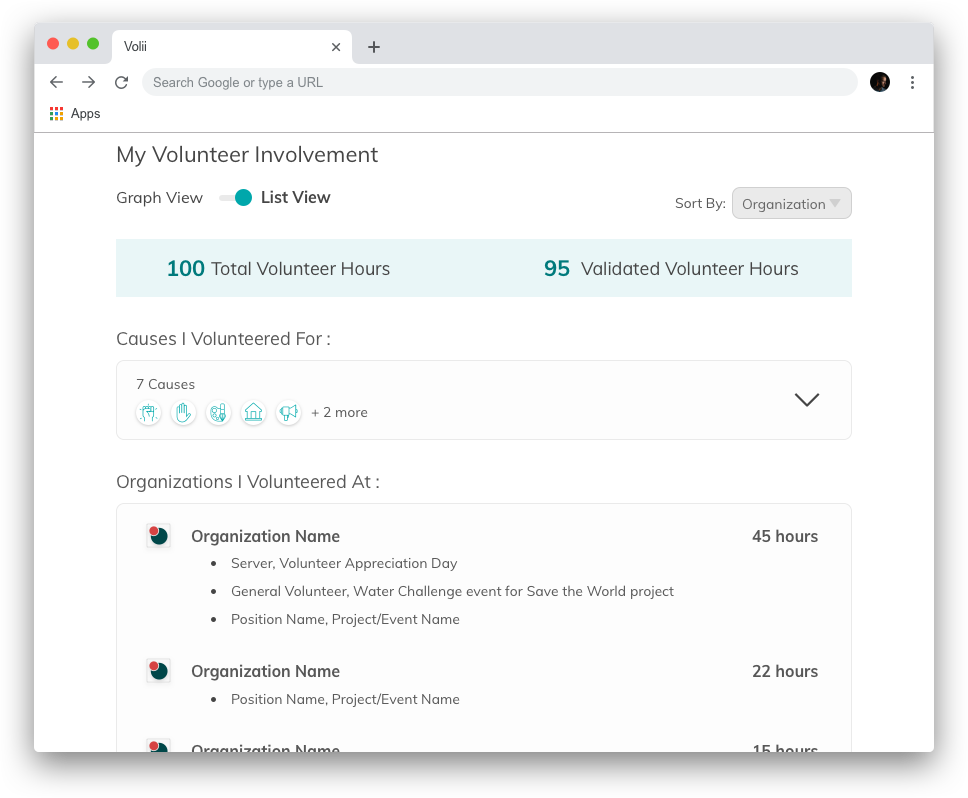 Volii
Search Google or type a URL
Apps
My Volunteer Involvement
Graph View List View
Sort By: Organization
100 Total Volunteer Hours 95 Validated Volunteer Hours
Causes I Volunteered For :
7 Causes
+ 2 more
Organizations I Volunteered At :
Organization Name 45 hours
• Server, Volunteer Appreciation Day
• General Volunteer, Water Challenge event for Save the World project
• Position Name, Project/Event Name
Organization Name 22 hours
• Position Name, Project/Event Name
Organization Name 15 hours